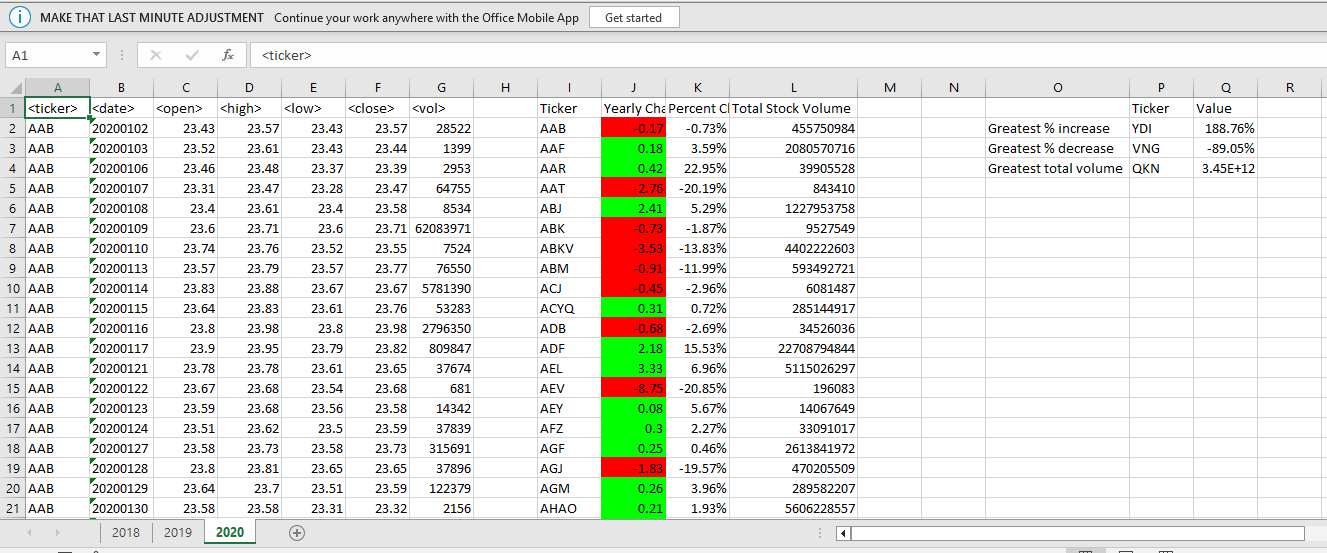 MAKE THAT LAST MINUTE ADJUSTMENT Continue your work anywhere with the Office Mobile App Get started
A1 fx <ticker>
A B C D E F G H I J K L M N O P Q R
1 <ticker> <date> <open> <high> <low> <close> <vol> Ticker Yearly Cha Percent C Total Stock Volume Ticker Value
2 AAB 20200102 23.43 23.57 23.43 23.57 28522 AAB -0.17 -0.73% 455750984 Greatest % increase YDI 188.76%
3 AAB 20200103 23.52 23.61 23.43 23.44 1399 AAF 0.18 3.59% 2080570716 Greatest % decrease VNG -89.05%
4 AAB 20200106 23.46 23.48 23.37 23.39 2953 AAR 0.42 22.95% 39905528 Greatest total volume QKN 3.45E+12
5 AAB 20200107 23.31 23.47 23.28 23.47 64755 AAT -2.76 -20.19% 843410
6 AAB 20200108 23.4 23.61 23.4 23.58 8534 ABJ 2.41 5.29% 1227953758
7 AAB 20200109 23.6 23.71 23.6 23.71 62083971 ABK -0.73 -1.87% 9527549
8 AAB 20200110 23.74 23.76 23.52 23.55 7524 ABKV -3.53 -13.83% 4402222603
9 AAB 20200113 23.57 23.79 23.57 23.77 76550 ABM -0.91 -11.99% 593492721
10 AAB 20200114 23.83 23.88 23.67 23.67 5781390 ACJ -0.45 -2.96% 6081487
11 AAB 20200115 23.64 23.83 23.61 23.76 53283 ACYQ 0.31 0.72% 285144917
12 AAB 20200116 23.8 23.98 23.8 23.98 2796350 ADB -0.68 -2.69% 34526036
13 AAB 20200117 23.9 23.95 23.79 23.82 809847 ADF 2.18 15.53% 22708794844
14 AAB 20200121 23.78 23.78 23.61 23.65 37674 AEL 3.33 6.96% 5115026297
15 AAB 20200122 23.67 23.68 23.54 23.68 681 AEV -8.75 -20.85% 196083
16 AAB 20200123 23.59 23.68 23.56 23.58 14342 AEY 0.08 5.67% 14067649
17 AAB 20200124 23.51 23.62 23.5 23.59 37839 AFZ 0.3 2.27% 33091017
18 AAB 20200127 23.58 23.73 23.58 23.73 315691 AGF 0.25 0.46% 2613841972
19 AAB 20200128 23.8 23.81 23.65 23.65 37896 AGJ -1.83 -19.57% 470205509
20 AAB 20200129 23.64 23.7 23.51 23.59 122379 AGM 0.26 3.96% 289582207
21 AAB 20200130 23.58 23.58 23.31 23.32 2156 AHAO 0.21 1.93% 5606228557
2018 2019 2020